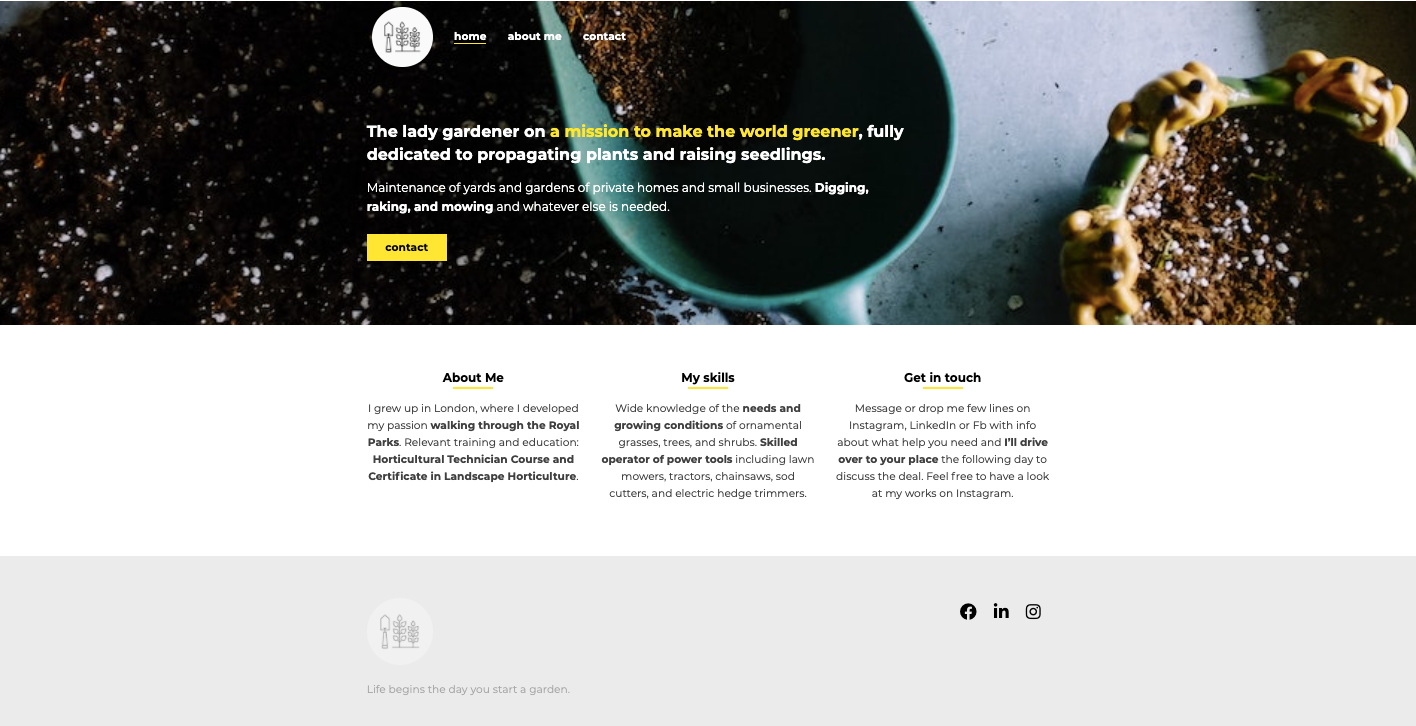 home about me contact
The lady gardener on a mission to make the world greener, fully
dedicated to propagating plants and raising seedlings.
Maintenance of yards and gardens of private homes and small businesses. Digging,
raking, and mowing and whatever else is needed.
contact
About Me
I grew up in London, where I developed
my passion walking through the Royal
Parks. Relevant training and education:
Horticultural Technician Course and
Certificate in Landscape Horticulture.
My skills
Wide knowledge of the needs and
growing conditions of ornamental
grasses, trees, and shrubs. Skilled
operator of power tools including lawn
mowers, tractors, chainsaws, sod
cutters, and electric hedge trimmers.
Get in touch
Message or drop me few lines on
Instagram, LinkedIn or Fb with info
about what help you need and I'll drive
over to your place the following day to
discuss the deal. Feel free to have a look
at my works on Instagram.
Life begins the day you start a garden.